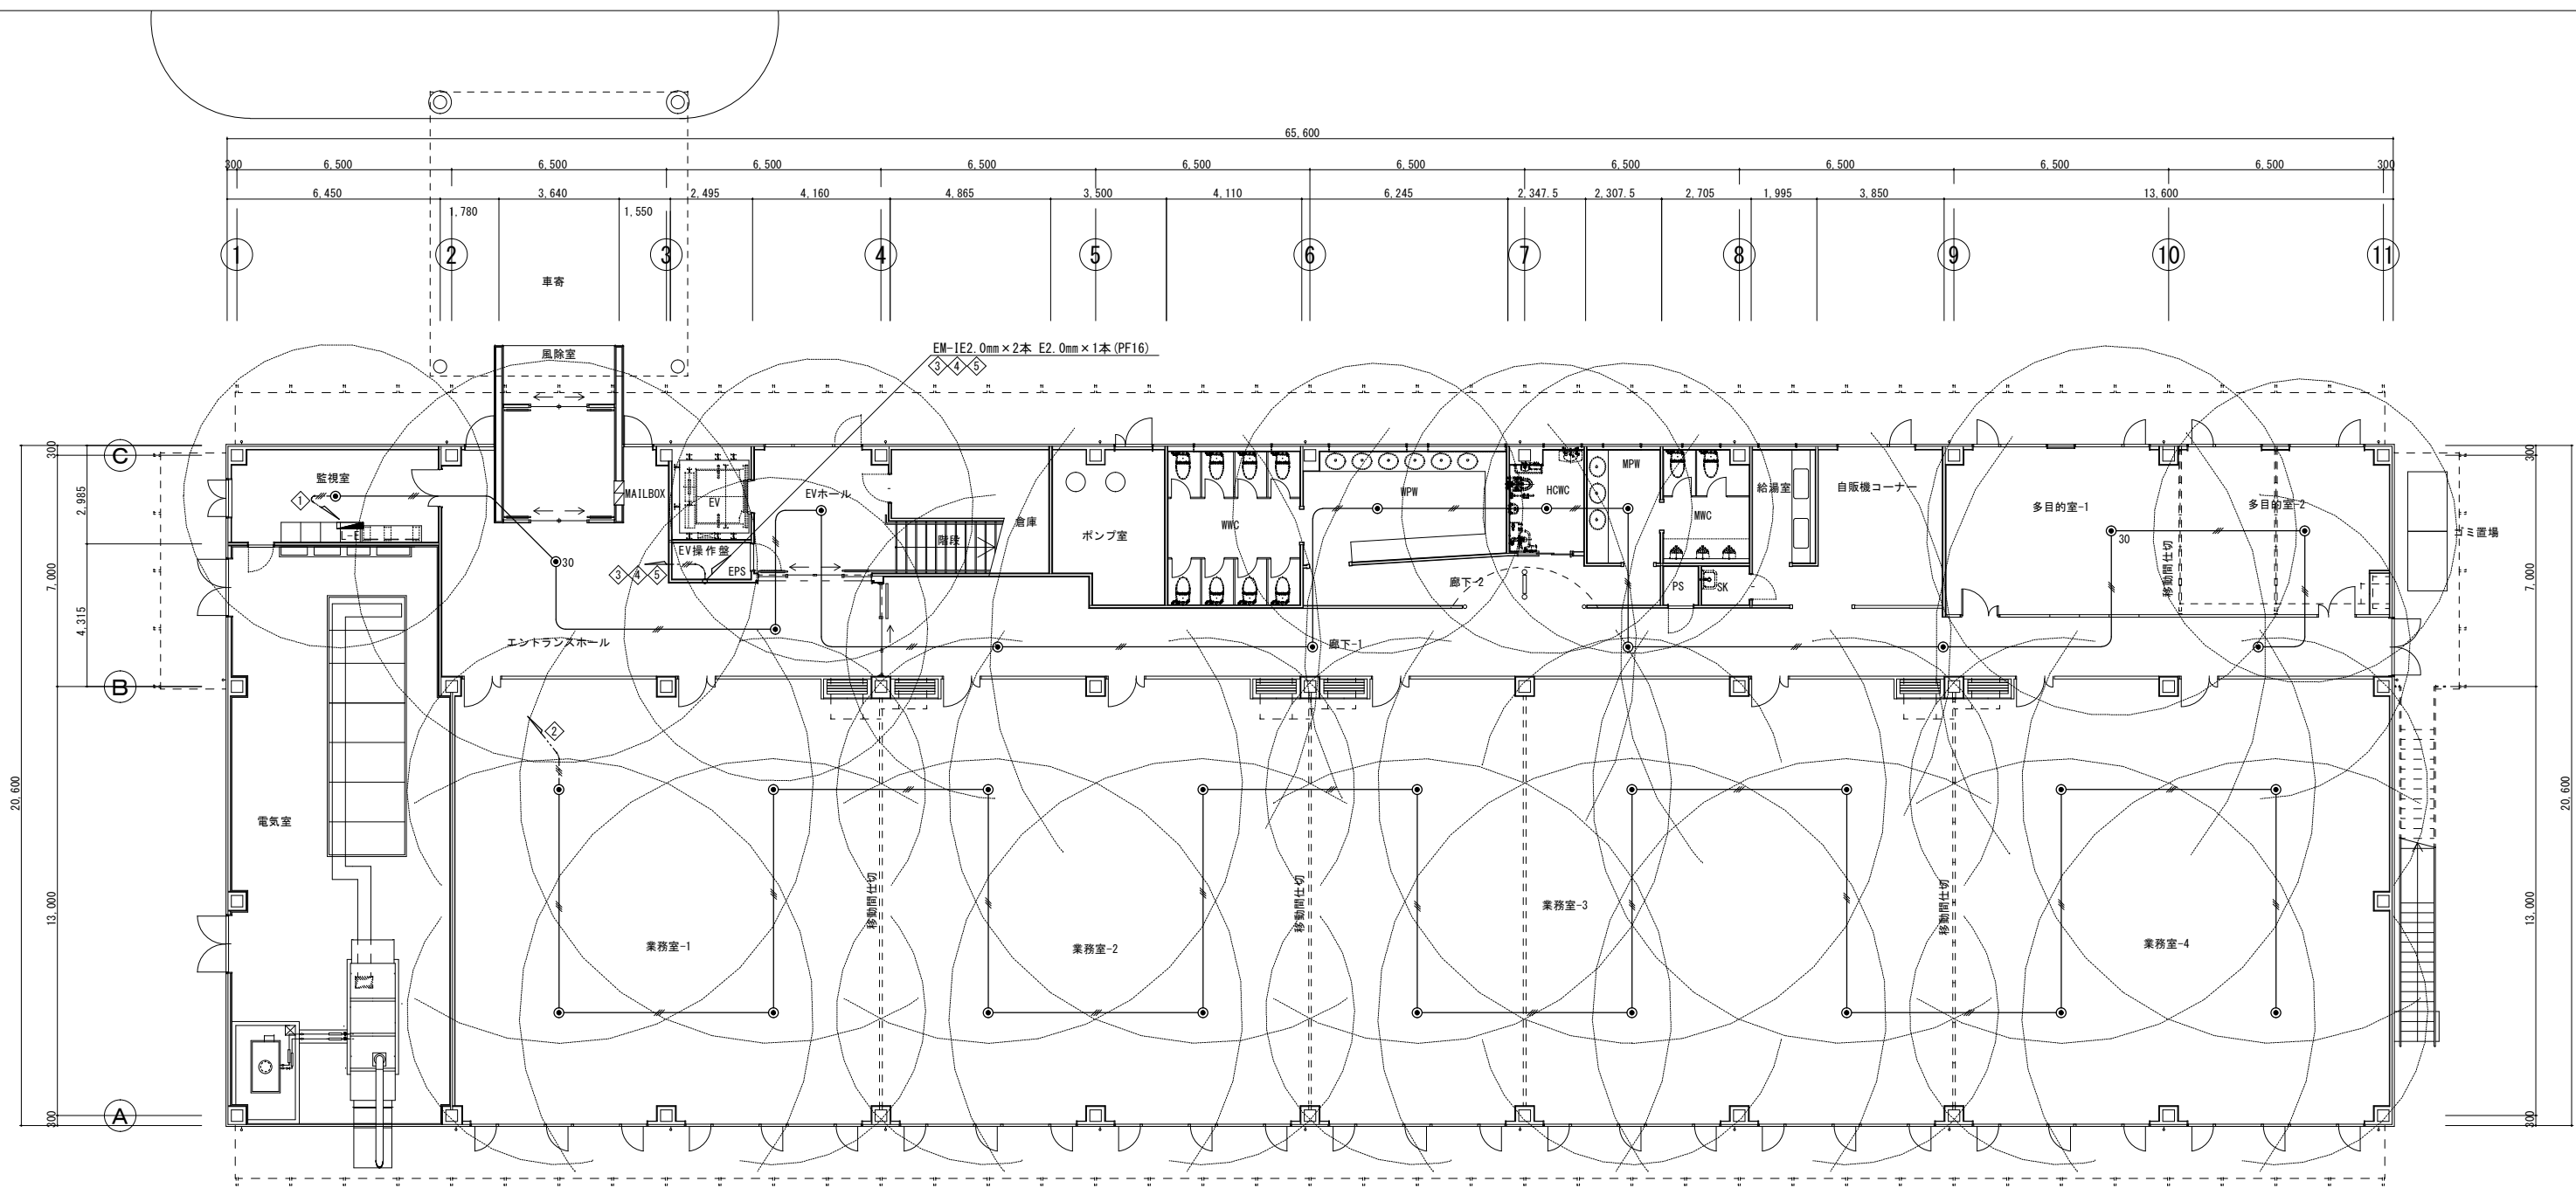 65,600
300 6,500 6,500 6,500 6,500 6,500 6,500 6,500 6,500 6,500 6,500 300
6,450 3,640 2,495 4,160 4,865 3,500 4,110 6,245 2,347.5 2,307.5 2,705 1,995 3,850 13,600
1,780 1,550
1 2 3 4 5 6 7 8 9 10 11
車寄
EM-IE2.0mm×2本 E2.0mm×1本(PF16)
3 4 5
風除室
C
300
300
監視室
1
MAILBOX
EV
EVホール
倉庫
階段
ポンプ室
WWC
WPW
HCWC
MPW
MWC
給湯室
自販機コーナー
多目的室-1
多目的室-2
ゴミ置場
2,985
30
30
EV操作盤
EPS
3 4 5
移動間仕切
7,000
7,000
4,315
廊下-2
PS
SK
エントランスホール
廊下-1
B
2
20,600
20,600
電気室
移動間仕切
移動間仕切
移動間仕切
13,000
13,000
業務室-1
業務室-2
業務室-3
業務室-4
A
300
300